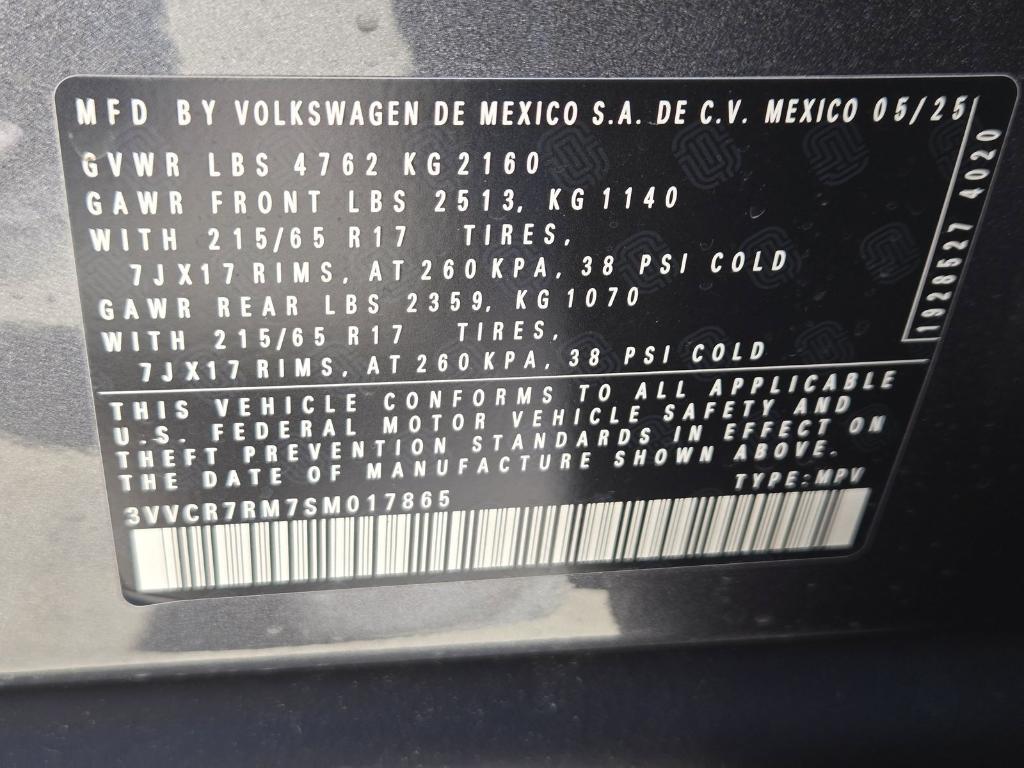 MFD BY VOLKSWAGEN DE MEXICO S.A. DE C.V. MEXICO 05/25
GVWR LBS 4762 KG 2160
GAWR FRONT LBS 2513, KG 1140
WITH 215/65 R17 TIRES,
7JX17 RIMS, AT 260 KPA, 38 PSI COLD
GAWR REAR LBS 2359, KG 1070
WITH 215/65 R17 TIRES,
7JX17 RIMS, AT 260 KPA, 38 PSI COLD
1928527 4020
THIS VEHICLE CONFORMS TO ALL APPLICABLE
U.S. FEDERAL MOTOR VEHICLE SAFETY AND
THEFT PREVENTION STANDARDS IN EFFECT ON
THE DATE OF MANUFACTURE SHOWN ABOVE.
TYPE: MPV
3VVCR7RM7SM017865